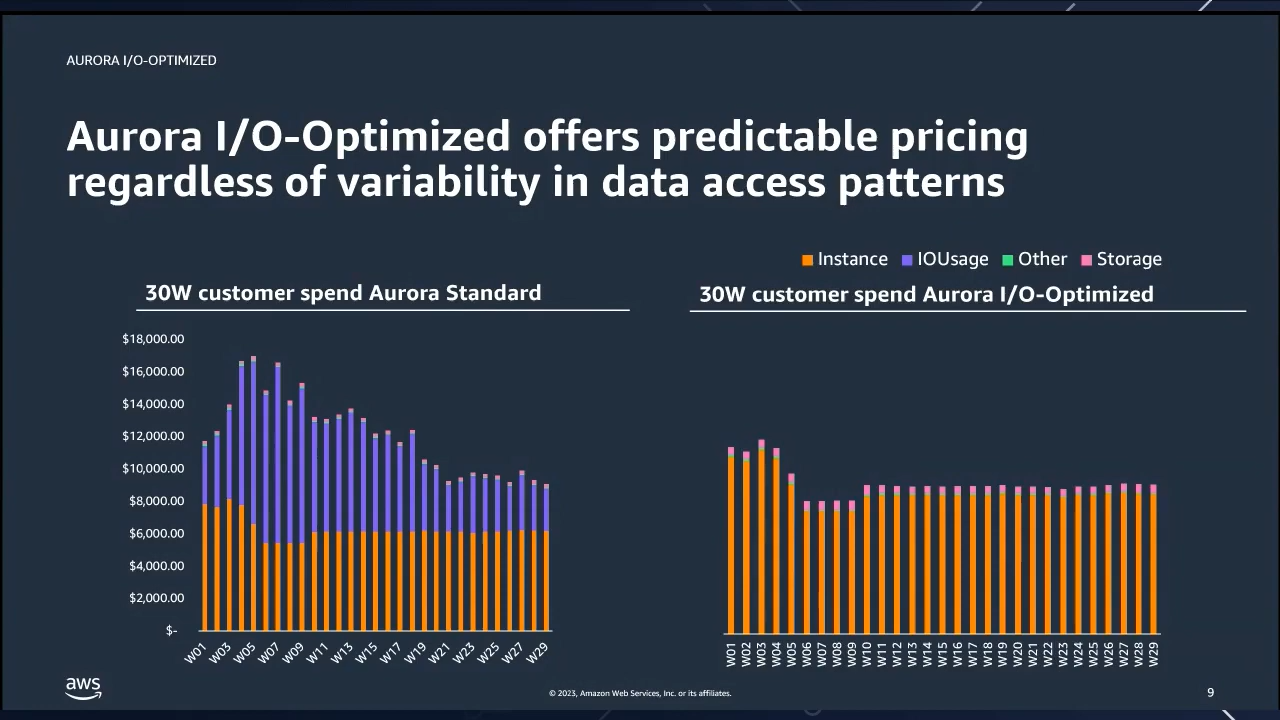 AURORA I/O-OPTIMIZED
Aurora I/O-Optimized offers predictable pricing
regardless of variability in data access patterns
Instance IOUsage Other Storage
30W customer spend Aurora Standard
$18,000.00
$16,000.00
$14,000.00
$12,000.00
$10,000.00
$8,000.00
$6,000.00
$4,000.00
$2,000.00
$-
W01 W03 W05 W07 W09 W11 W13 W15 W17 W19 W21 W23 W25 W27 W29
30W customer spend Aurora I/O-Optimized
W01 W02 W03 W04 W05 W06 W07 W08 W09 W10 W11 W12 W13 W14 W15 W16 W17 W18 W19 W20 W21 W22 W23 W24 W25 W26 W27 W28 W29
aws
© 2023, Amazon Web Services, Inc. or its affiliates.
9